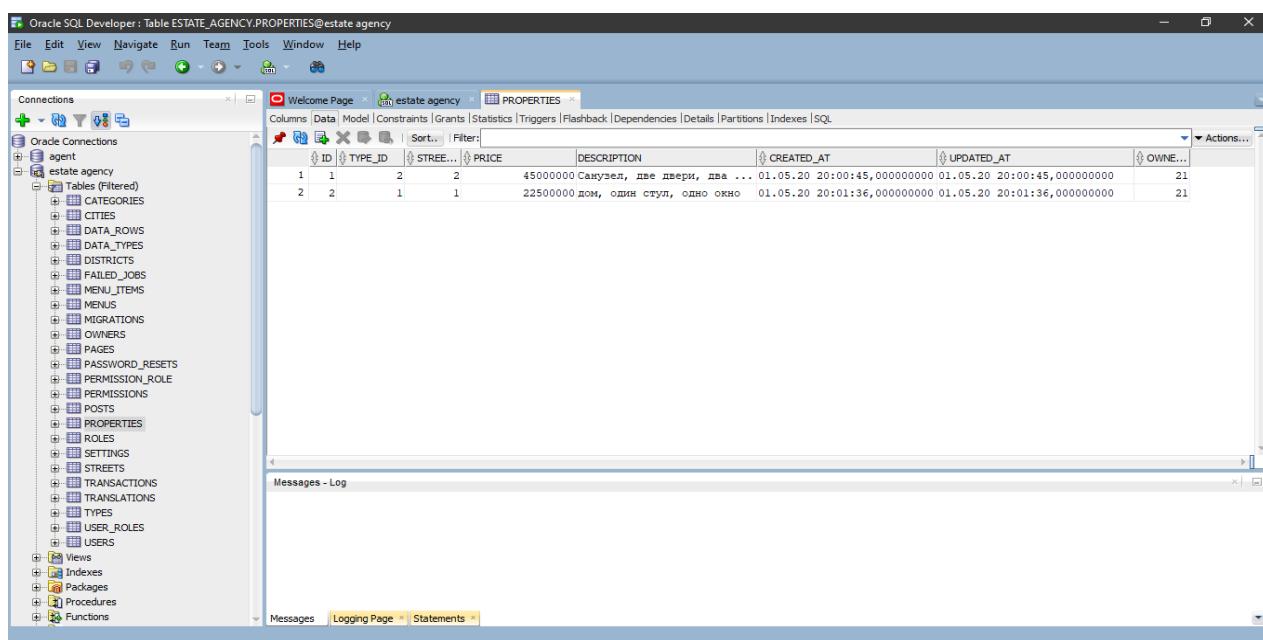 Oracle SQL Developer : Table ESTATE_AGENCY.PROPERTIES@estate agency
File Edit View Navigate Run Team Tools Window Help
Connections
Oracle Connections
agent
estate agency
Tables (Filtered)
CATEGORIES
CITIES
DATA_ROWS
DATA_TYPES
DISTRICTS
FAILED_JOBS
MENU_ITEMS
MENUS
MIGRATIONS
OWNERS
PAGES
PASSWORD_RESETS
PERMISSION_ROLE
PERMISSIONS
POSTS
PROPERTIES
ROLES
SETTINGS
STREETS
TRANSACTIONS
TRANSLATIONS
TYPES
USER_ROLES
USERS
Views
Indexes
Packages
Procedures
Functions
Welcome Page estate agency PROPERTIES
Columns Data Model Constraints Grants Statistics Triggers Flashback Dependencies Details Partitions Indexes SQL
Sort.. Filter: Actions...
ID TYPE_ID STREE... PRICE DESCRIPTION CREATED_AT UPDATED_AT OWNE...
1 1 2 2 45000000 Санузел, две двери, два ... 01.05.20 20:00:45,000000000 01.05.20 20:00:45,000000000 21
2 2 1 1 22500000 дом, один стул, одно окно 01.05.20 20:01:36,000000000 01.05.20 20:01:36,000000000 21
Messages - Log
Messages Logging Page Statements